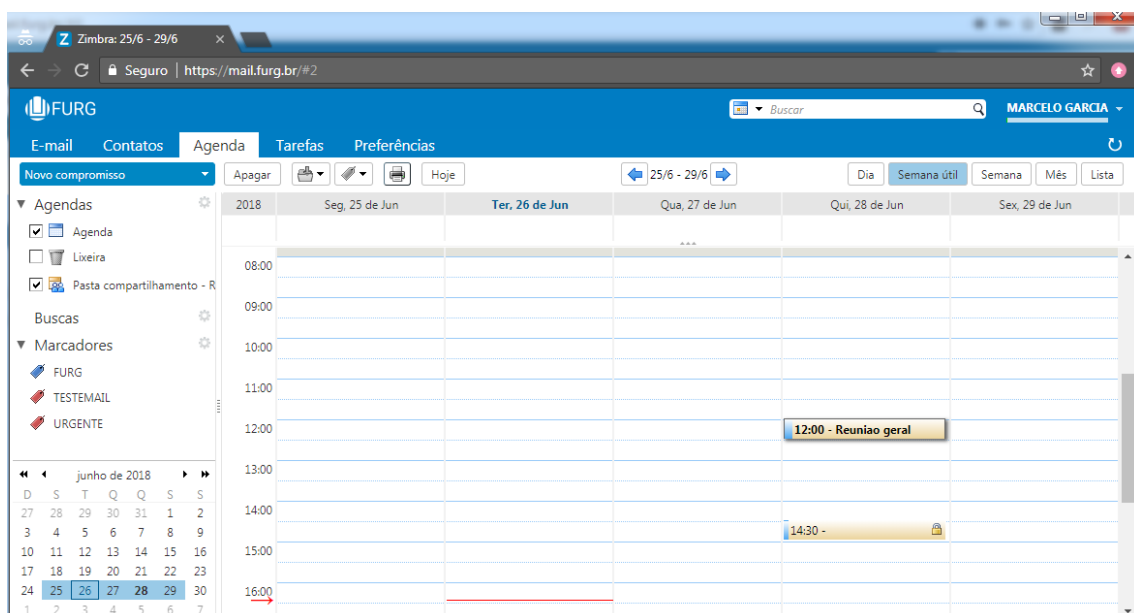 Zimbra: 25/6 - 29/6
Seguro | https://mail.furg.br/#2
FURG
Buscar
MARCELO GARCIA
E-mail Contatos Agenda Tarefas Preferências
Novo compromisso Apagar Hoje 25/6 - 29/6 Dia Semana útil Semana Mês Lista
Agendas
Agenda
Lixeira
Pasta compartilhamento - R
Buscas
Marcadores
FURG
TESTEMAIL
URGENTE
junho de 2018
D S T Q Q S S
27 28 29 30 31 1 2
3 4 5 6 7 8 9
10 11 12 13 14 15 16
17 18 19 20 21 22 23
24 25 26 27 28 29 30
1 2 3 4 5 6 7
2018 Seg, 25 de Jun Ter, 26 de Jun Qua, 27 de Jun Qui, 28 de Jun Sex, 29 de Jun
08:00
09:00
10:00
11:00
12:00 12:00 - Reuniao geral
13:00
14:00
14:30 -
15:00
16:00